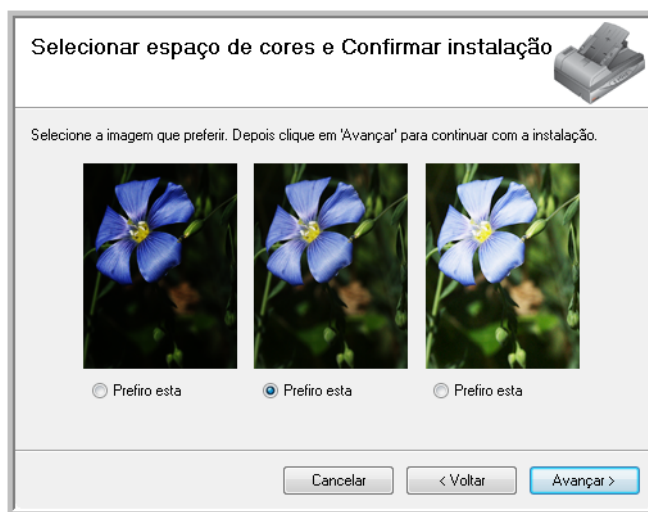 Selecionar espaço de cores e Confirmar instalação
Selecione a imagem que preferir. Depois clique em 'Avançar' para continuar com a instalação.
Prefiro esta
Prefiro esta
Prefiro esta
Cancelar
< Voltar
Avançar >